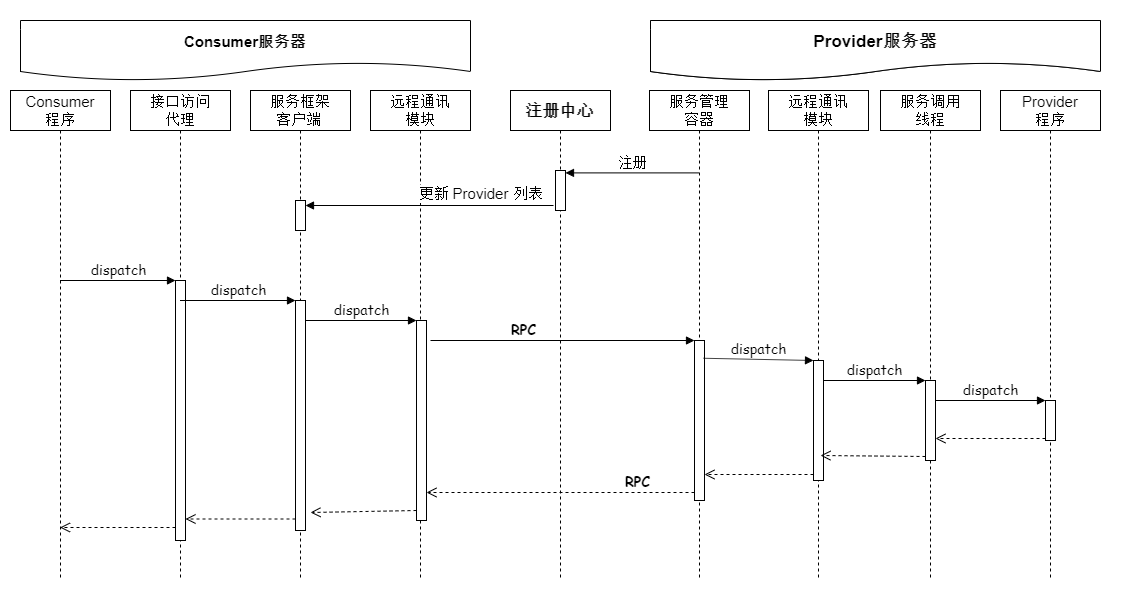 Consumer服务器
Provider服务器
Consumer
程序
接口访问
代理
服务框架
客户端
远程通讯
模块
注册中心
服务管理
容器
远程通讯
模块
服务调用
线程
Provider
程序
注册
更新 Provider 列表
dispatch
dispatch
dispatch
RPC
dispatch
dispatch
dispatch
RPC